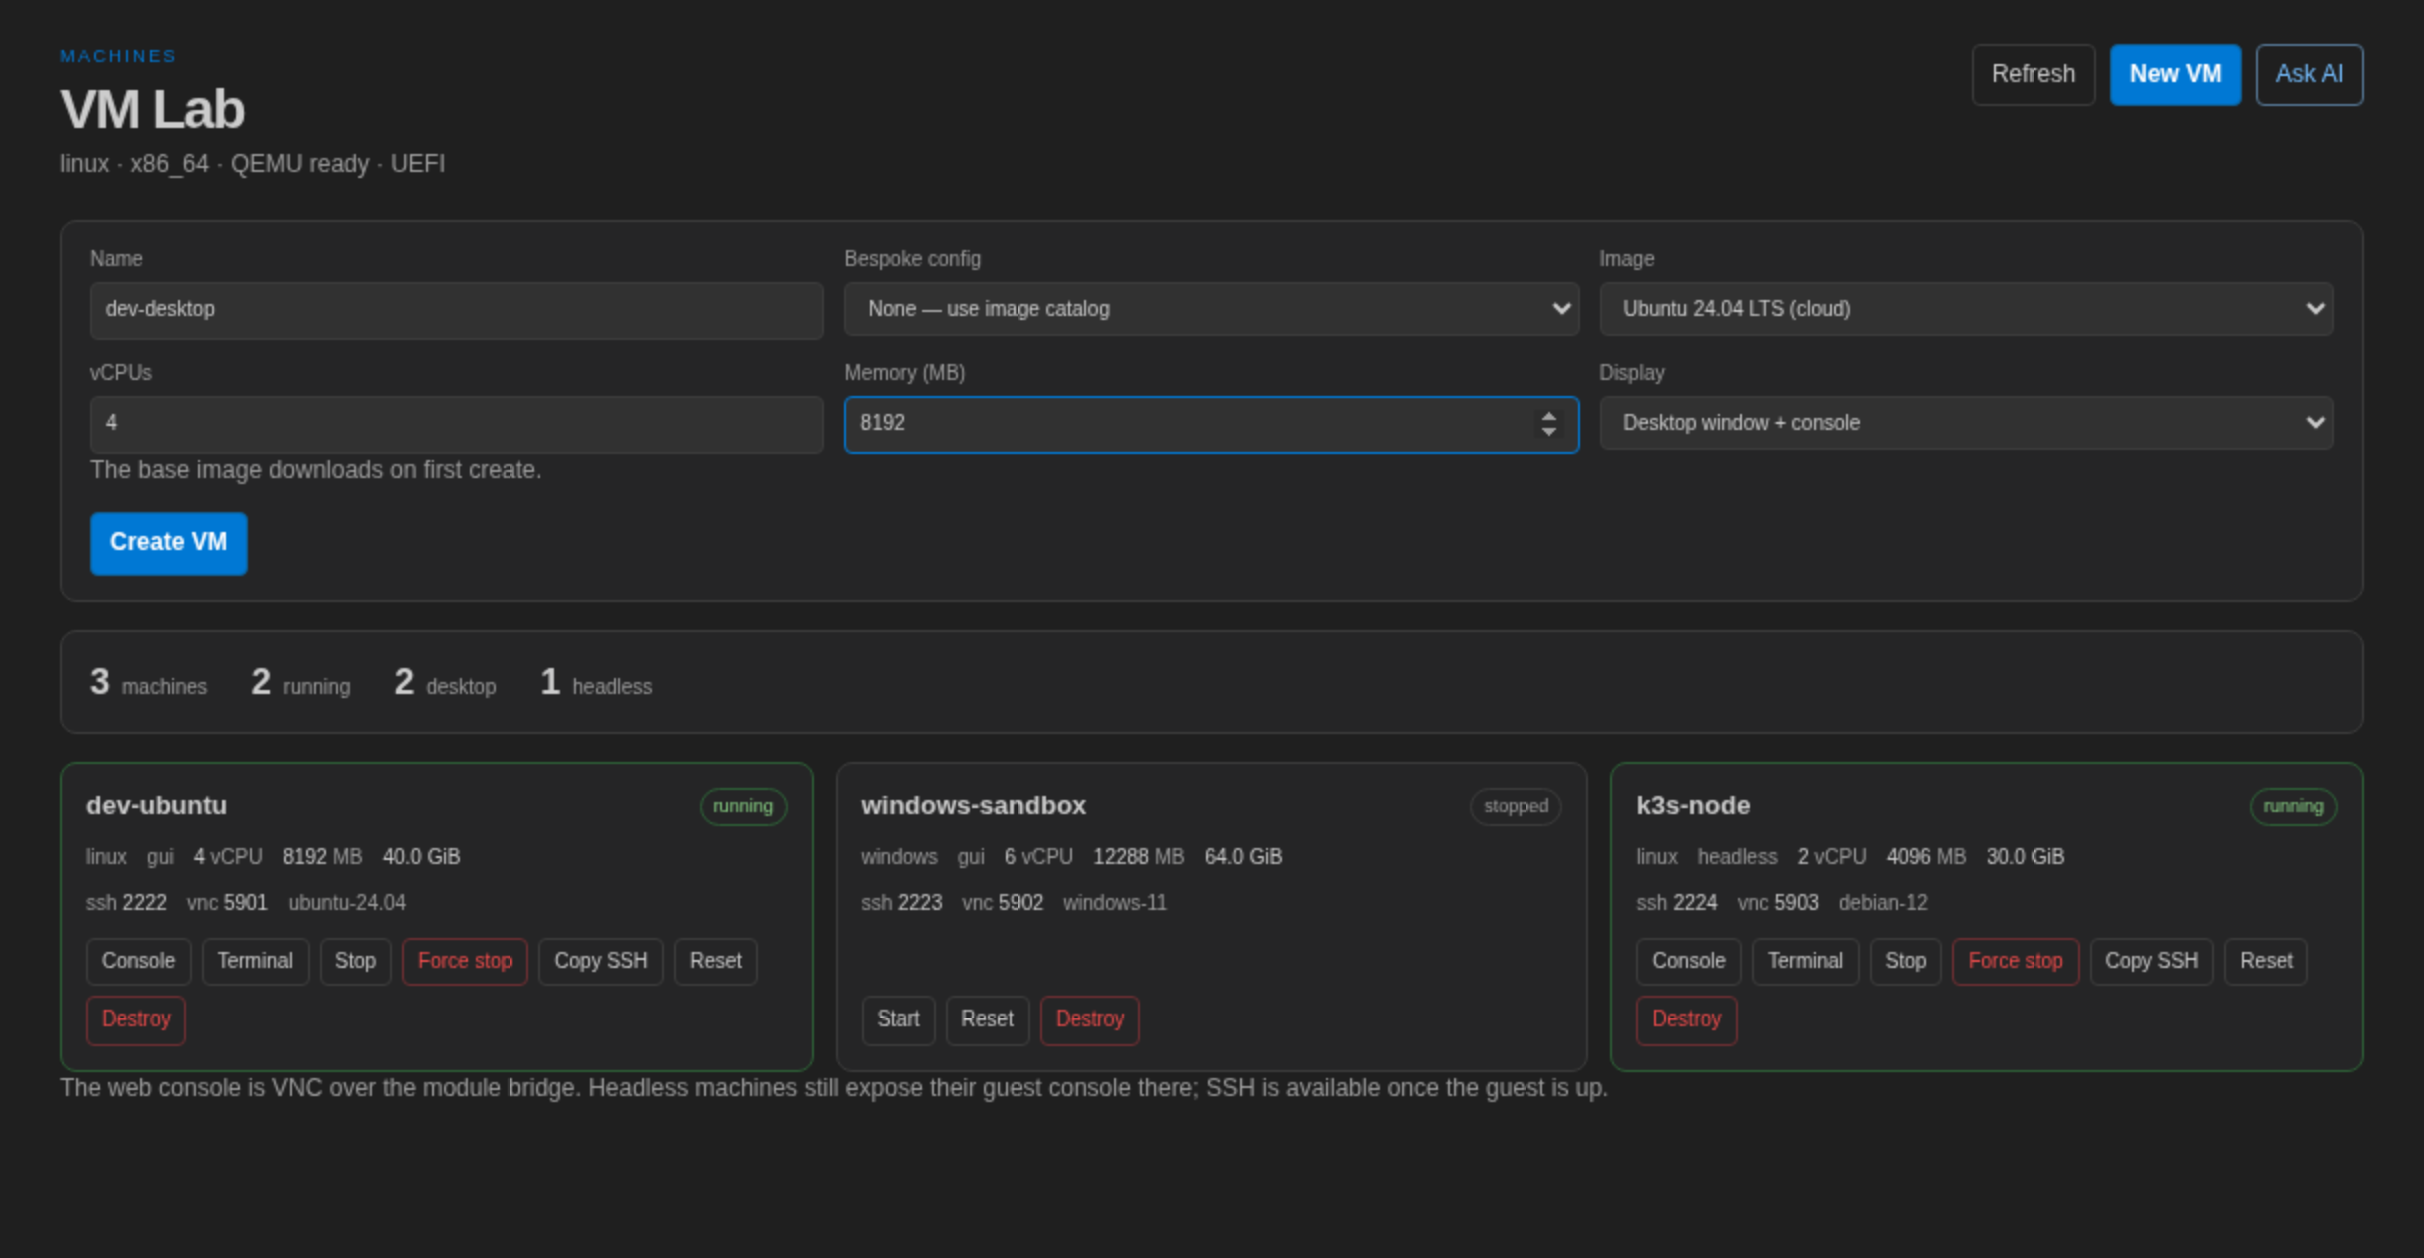 MACHINES
VM Lab
linux · x86_64 · QEMU ready · UEFI
Refresh
New VM
Ask AI
Name
Bespoke config
Image
dev-desktop
None — use image catalog
Ubuntu 24.04 LTS (cloud)
vCPUs
Memory (MB)
Display
4
8192
Desktop window + console
The base image downloads on first create.
Create VM
3 machines 2 running 2 desktop 1 headless
dev-ubuntu running
linux gui 4 vCPU 8192 MB 40.0 GiB
ssh 2222 vnc 5901 ubuntu-24.04
Console Terminal Stop Force stop Copy SSH Reset
Destroy
windows-sandbox stopped
windows gui 6 vCPU 12288 MB 64.0 GiB
ssh 2223 vnc 5902 windows-11
Start Reset Destroy
k3s-node running
linux headless 2 vCPU 4096 MB 30.0 GiB
ssh 2224 vnc 5903 debian-12
Console Terminal Stop Force stop Copy SSH Reset
Destroy
The web console is VNC over the module bridge. Headless machines still expose their guest console there; SSH is available once the guest is up.